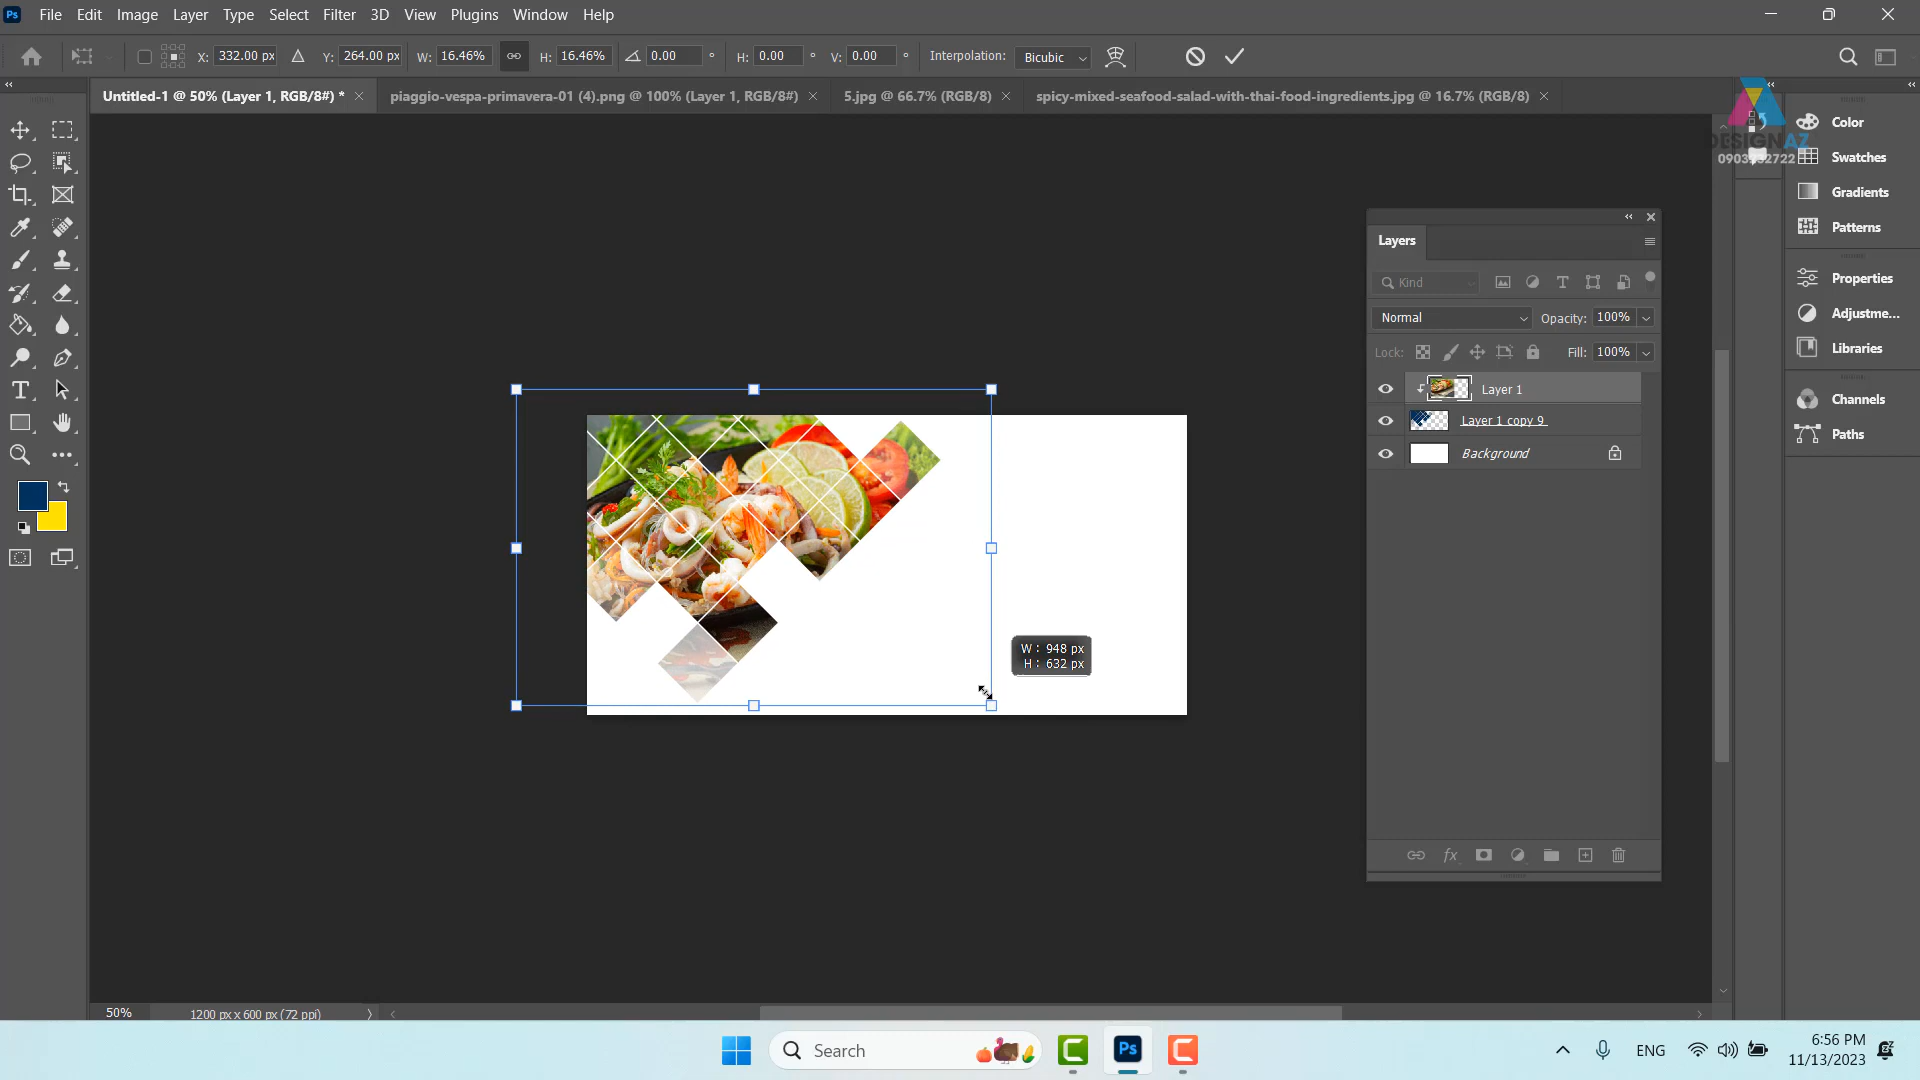 Ps File Edit Image Layer Type Select Filter 3D View Plugins Window Help
X: 332.00 px Y: 264.00 px W: 16.46% H: 16.46% 0.00 ° H: 0.00 ° V: 0.00 ° Interpolation: Bicubic
Untitled-1 @ 50% (Layer 1, RGB/8#) * piaggio-vespa-primavera-01 (4).png @ 100% (Layer 1, RGB/8#) 5.jpg @ 66.7% (RGB/8) spicy-mixed-seafood-salad-with-thai-food-ingredients.jpg @ 16.7% (RGB/8)
DESIGNAZ
Color
Swatches
Gradients
Patterns
Properties
Adjustme...
Libraries
Channels
Paths
Layers
Kind
Normal Opacity: 100%
Lock: Fill: 100%
Layer 1
Layer 1 copy 9
Background
fx
W : 948 px
H : 632 px
50% 1200 px x 600 px (72 ppi)
Search
Ps
ENG
6:56 PM
11/13/2023